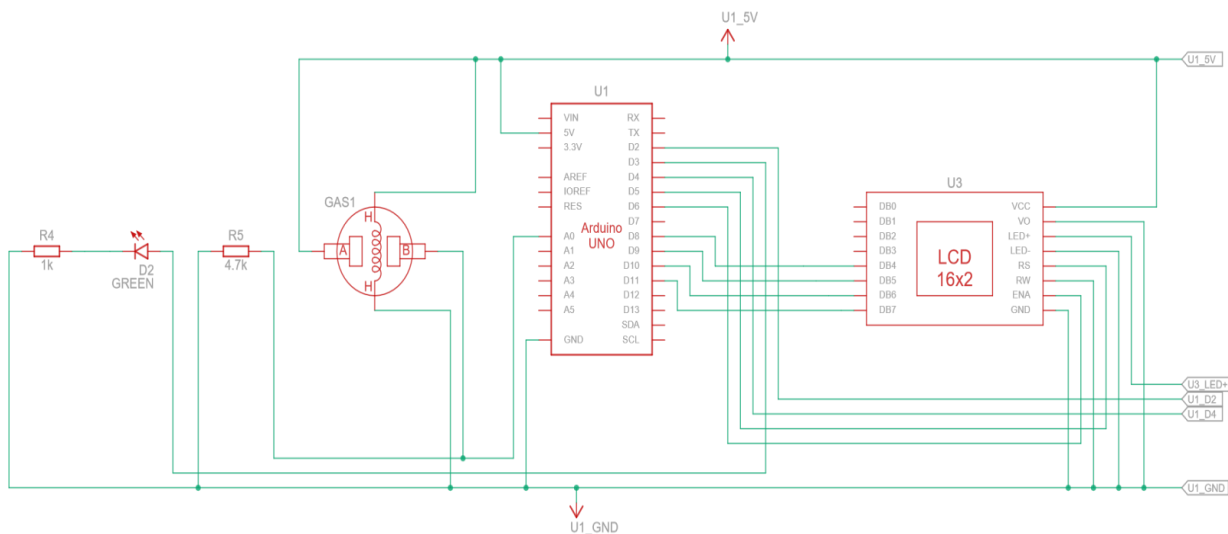 U1_5V
U1_5V
U1
VIN
5V
3.3V
AREF
IOREF
RES
A0
A1
A2
A3
A4
A5
GND
Arduino
UNO
RX
TX
D2
D3
D4
D5
D6
D7
D8
D9
D10
D11
D12
D13
SDA
SCL
GAS1
H
A
B
H
R4
1k
D2
GREEN
R5
4.7k
U3
DB0
DB1
DB2
DB3
DB4
DB5
DB6
DB7
LCD
16x2
VCC
VO
LED+
LED-
RS
RW
ENA
GND
U3_LED+
U1_D2
U1_D4
U1_GND
U1_GND